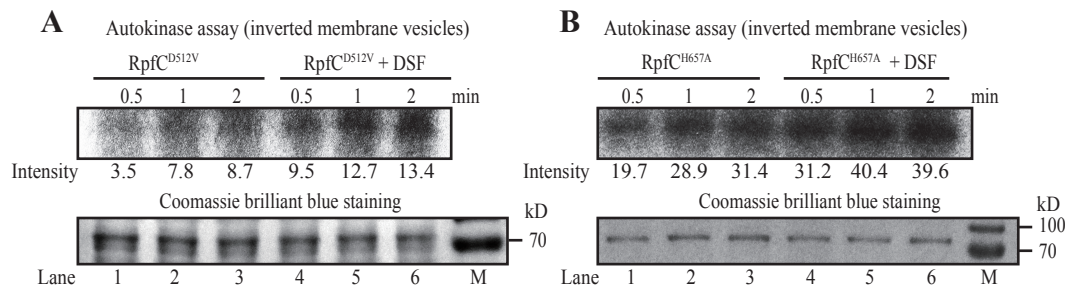 A
Autokinase assay (inverted membrane vesicles)
RpfC^D512V RpfC^D512V + DSF
0.5 1 2 0.5 1 2 min
Intensity 3.5 7.8 8.7 9.5 12.7 13.4
Coomassie brilliant blue staining
kD
70
Lane 1 2 3 4 5 6 M
B
Autokinase assay (inverted membrane vesicles)
RpfC^H657A RpfC^H657A + DSF
0.5 1 2 0.5 1 2 min
Intensity 19.7 28.9 31.4 31.2 40.4 39.6
Coomassie brilliant blue staining
kD
100
70
Lane 1 2 3 4 5 6 M